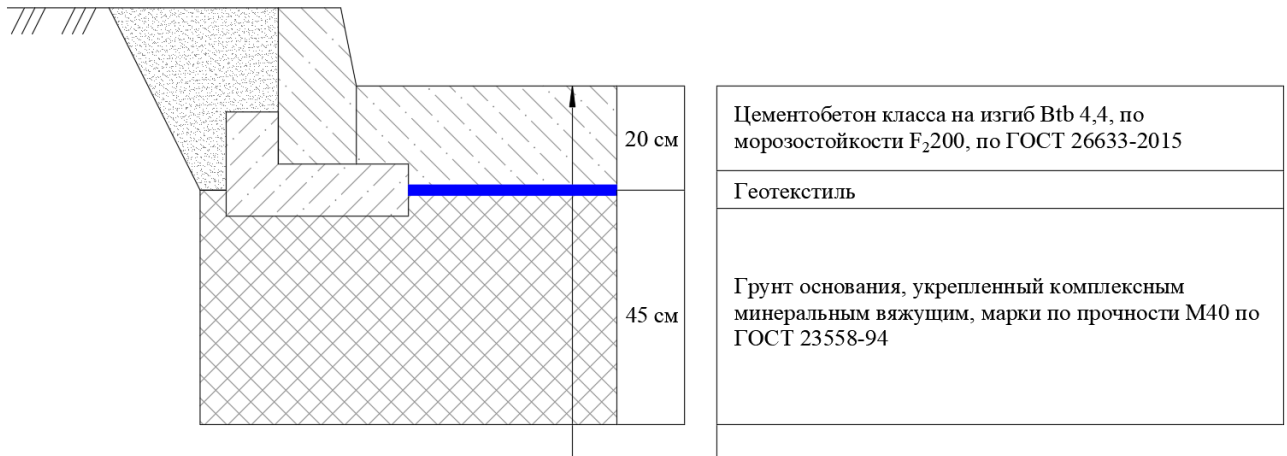 20 см
Цементобетон класса на изгиб Btb 4,4, по
морозостойкости F₂200, по ГОСТ 26633-2015
Геотекстиль
45 см
Грунт основания, укрепленный комплексным
минеральным вяжущим, марки по прочности М40 по
ГОСТ 23558-94